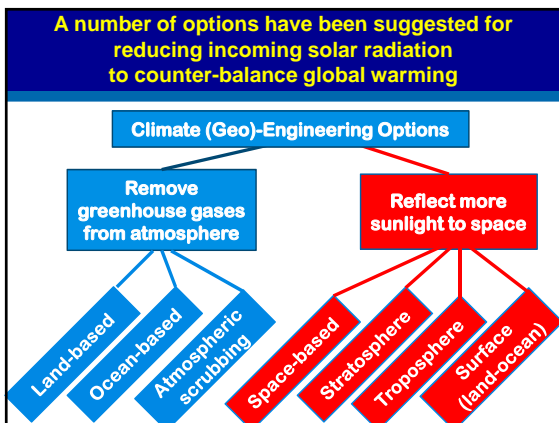 A number of options have been suggested for
reducing incoming solar radiation
to counter-balance global warming
Climate (Geo)-Engineering Options
Remove
greenhouse gases
from atmosphere
Reflect more
sunlight to space
Land-based
Ocean-based
Atmospheric
scrubbing
Space-based
Stratosphere
Troposphere
Surface
(land-ocean)